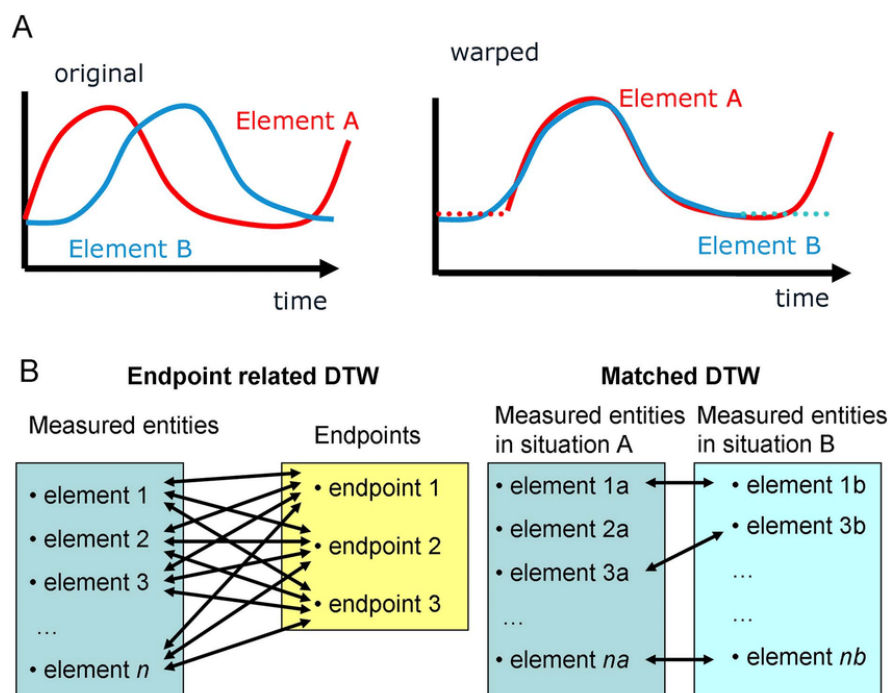 A
original
Element A
Element B
time
warped
Element A
Element B
time
B
Endpoint related DTW
Measured entities
• element 1
• element 2
• element 3
...
• element n
Endpoints
• endpoint 1
• endpoint 2
• endpoint 3
Matched DTW
Measured entities
in situation A
• element 1a
• element 2a
• element 3a
...
• element na
Measured entities
in situation B
• element 1b
• element 3b
...
...
• element nb